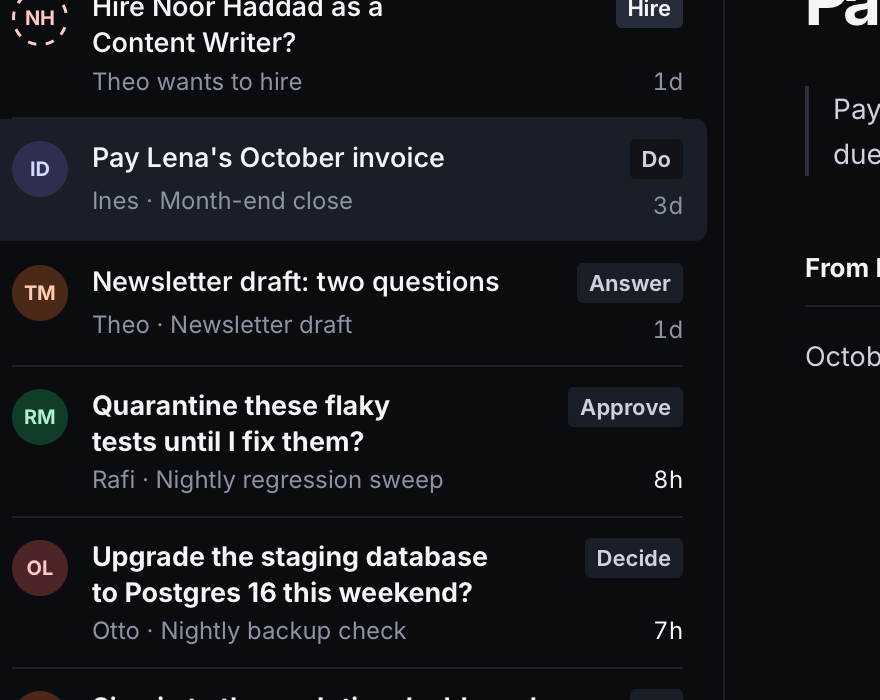 NH
Hire Noor Haddad as a
Content Writer?
Hire
Theo wants to hire
1d
ID
Pay Lena's October invoice
Do
Ines · Month-end close
3d
TM
Newsletter draft: two questions
Answer
Theo · Newsletter draft
1d
RM
Quarantine these flaky
tests until I fix them?
Approve
Rafi · Nightly regression sweep
8h
OL
Upgrade the staging database
to Postgres 16 this weekend?
Decide
Otto · Nightly backup check
7h
Pa
Pay
due
From
Octob